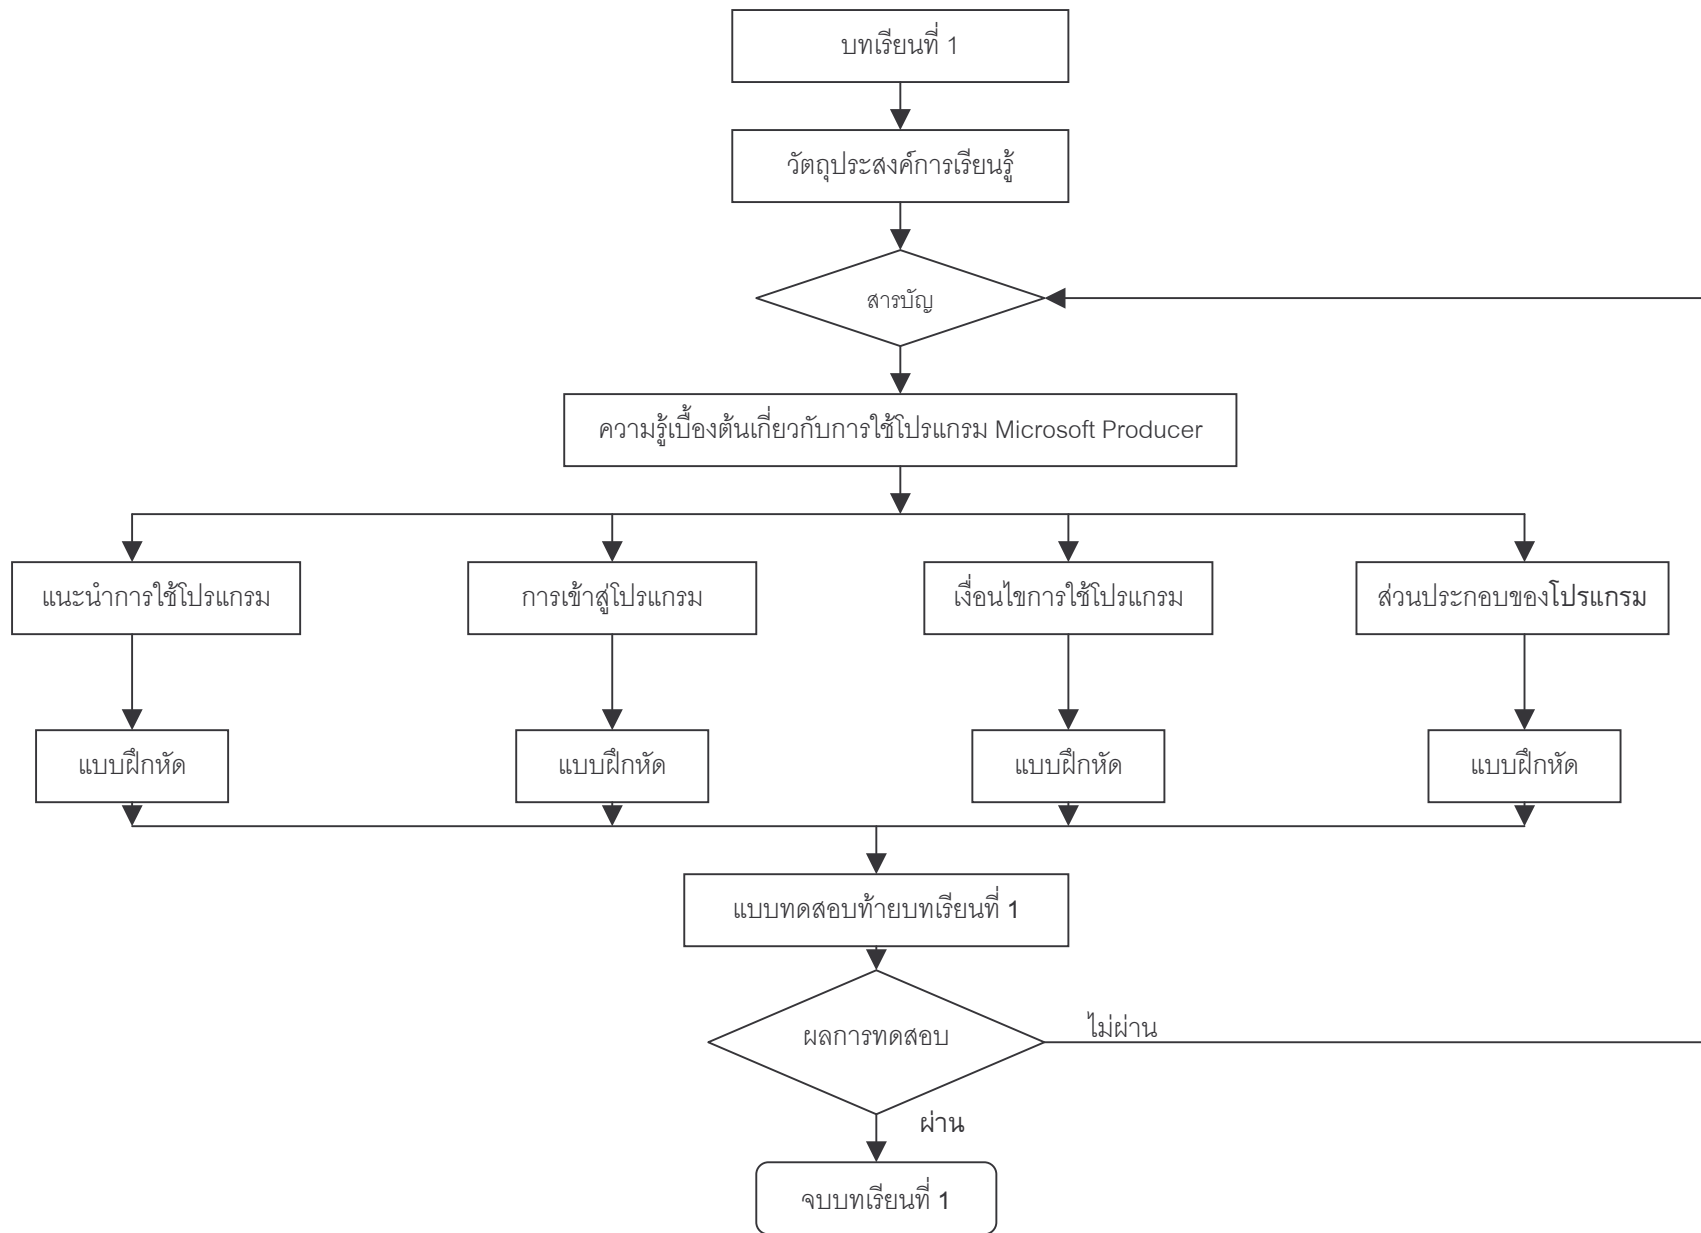 บทเรียนที่ 1
วัตถุประสงค์การเรียนรู้
สารบัญ
ความรู้เบื้องต้นเกี่ยวกับการใช้โปรแกรม Microsoft Producer
แนะนำการใช้โปรแกรม
การเข้าสู่โปรแกรม
เงื่อนไขการใช้โปรแกรม
ส่วนประกอบของโปรแกรม
แบบฝึกหัด
แบบฝึกหัด
แบบฝึกหัด
แบบฝึกหัด
แบบทดสอบท้ายบทเรียนที่ 1
ผลการทดสอบ
ไม่ผ่าน
ผ่าน
จบบทเรียนที่ 1